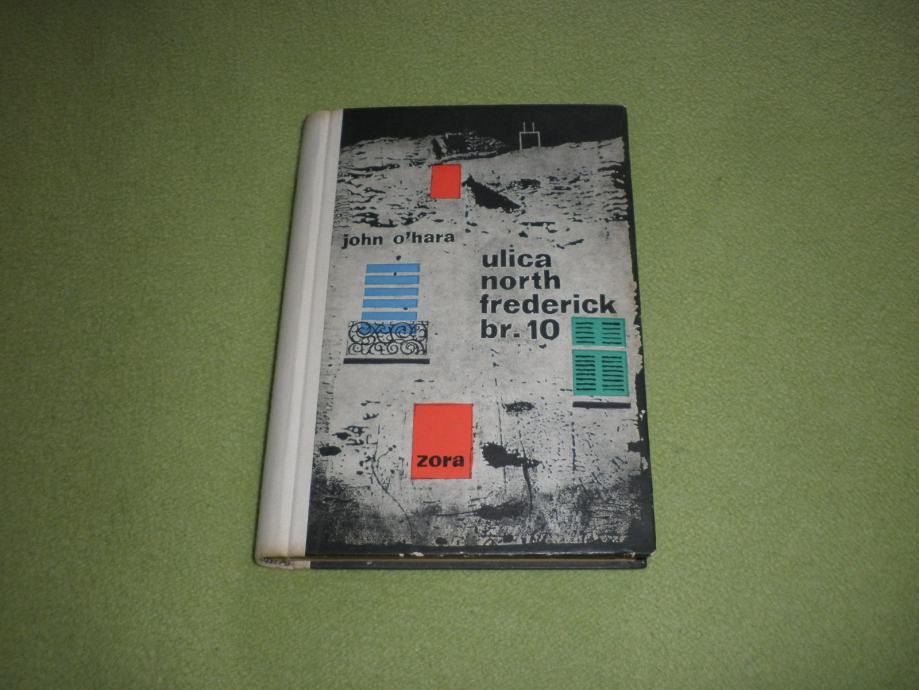 john o'hara
ulica
north
frederick
br. 10
zora